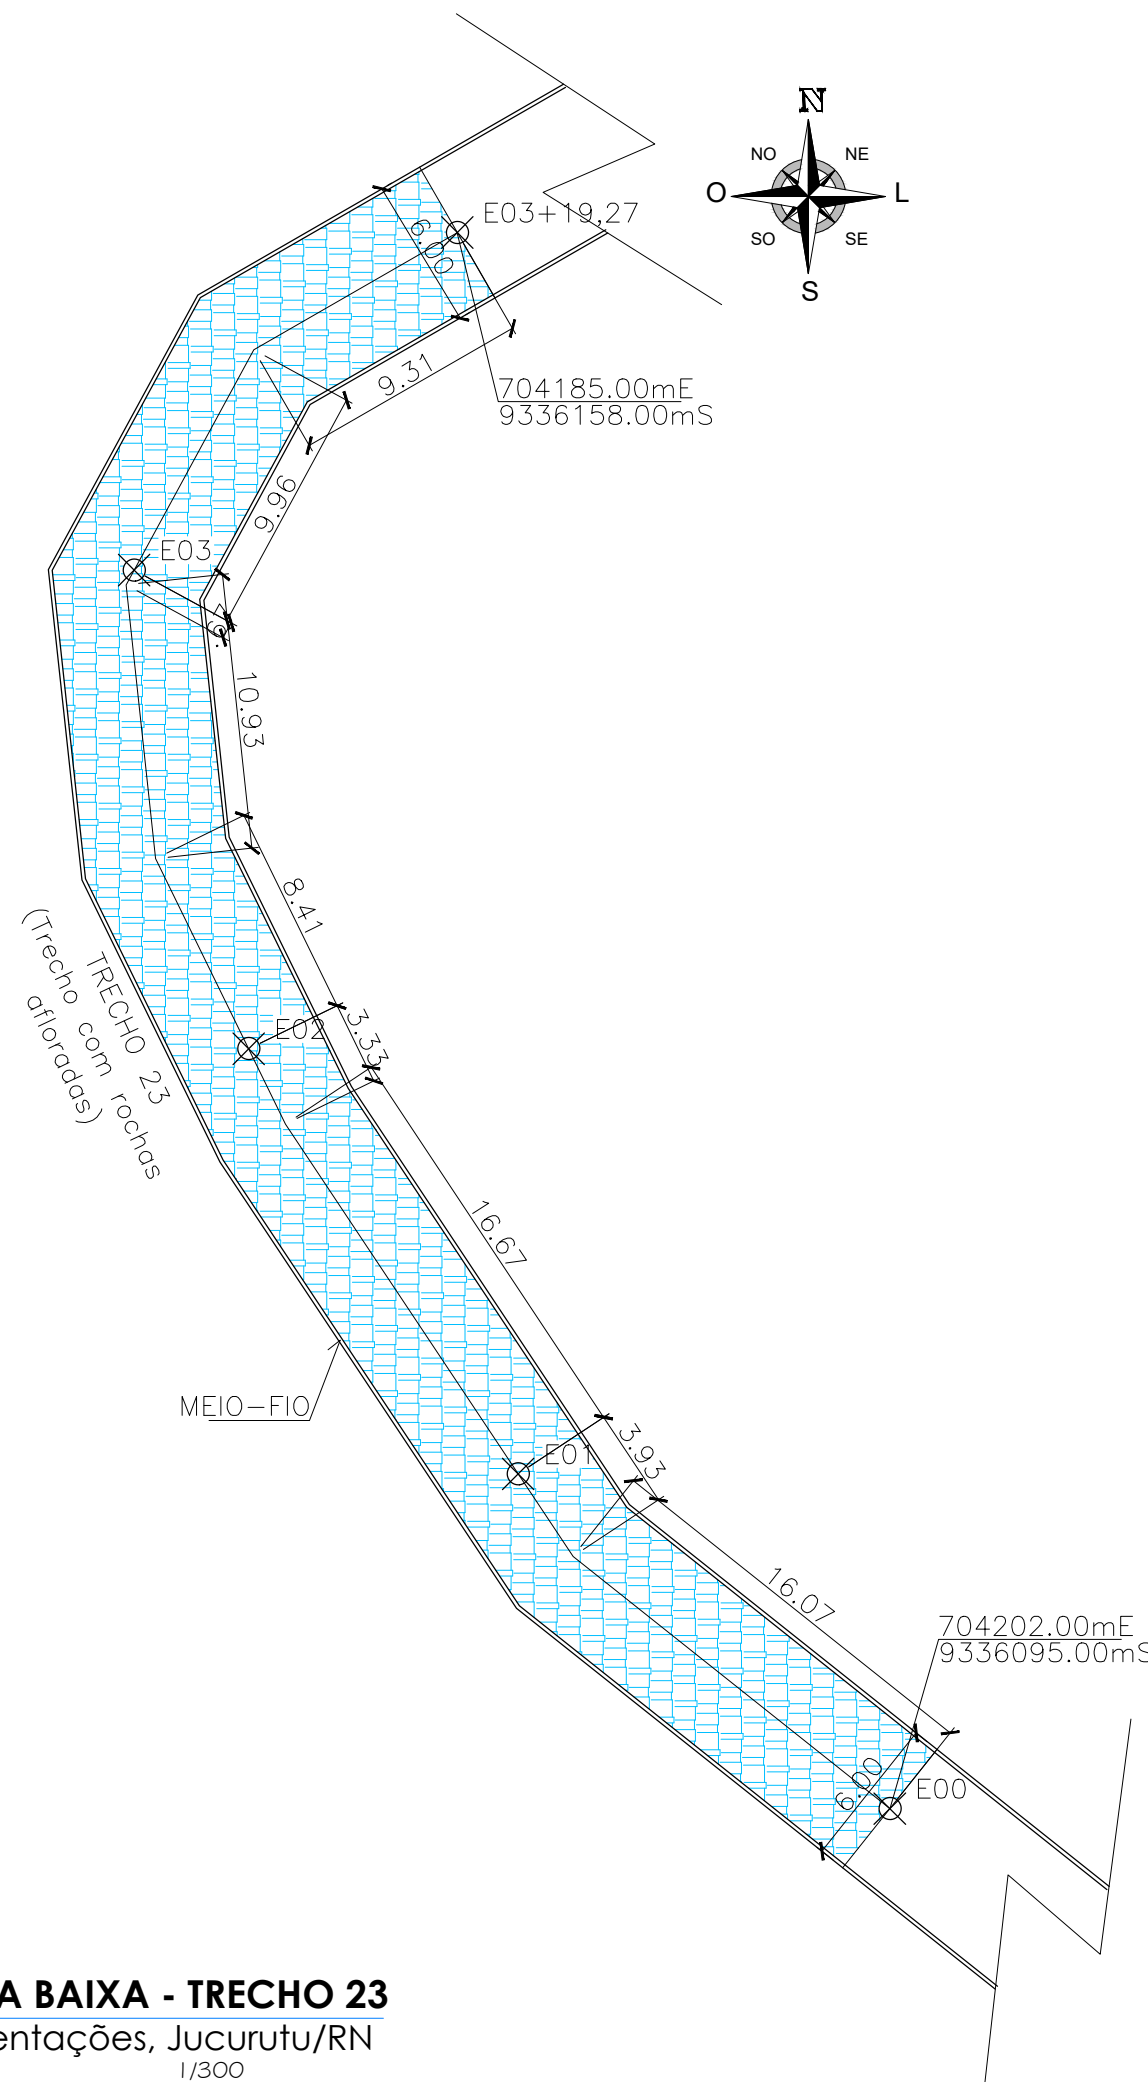 N
NO
NE
O
L
SO
SE
S
E03+19,27
6.00
9.31
704185.00mE
9336158.00mS
9.96
E03
10.93
8.41
TRECHO 23
(Trecho com rochas
afloradas)
E02
3.33
16.67
MEIO-FIO
E01
3.93
16.07
704202.00mE
9336095.00mS
6.00
E00
A BAIXA - TRECHO 23
entações, Jucurutu/RN
1/300